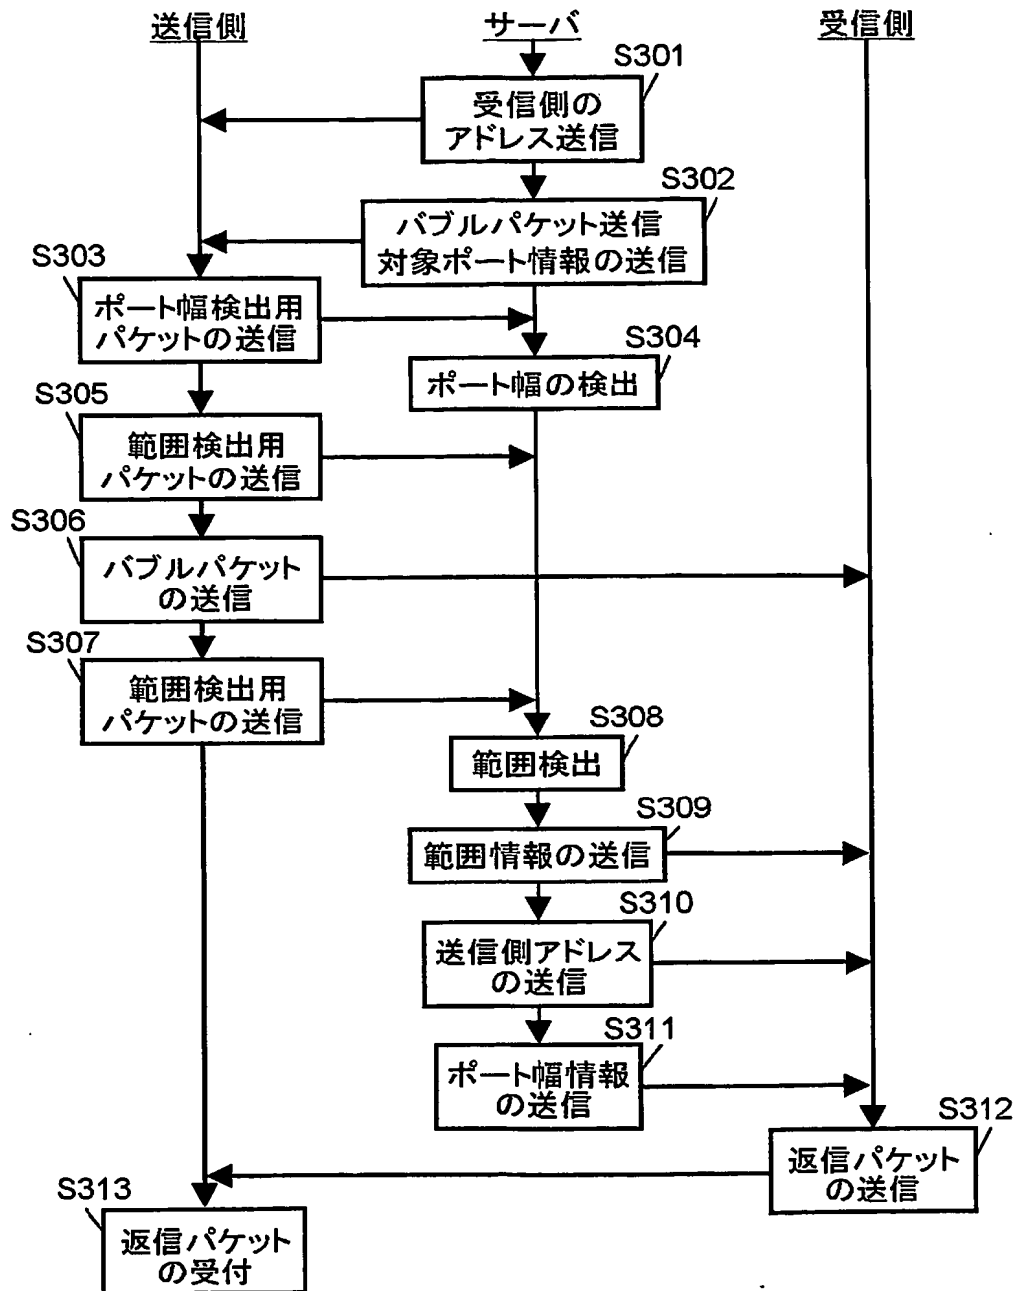 送信側
サーバ
受信側
S301
受信側の
アドレス送信
S302
バブルパケット送信
対象ポート情報の送信
S303
ポート幅検出用
パケットの送信
S304
ポート幅の検出
S305
範囲検出用
パケットの送信
S306
バブルパケット
の送信
S307
範囲検出用
パケットの送信
S308
範囲検出
S309
範囲情報の送信
S310
送信側アドレス
の送信
S311
ポート幅情報
の送信
S312
返信パケット
の送信
S313
返信パケット
の受付